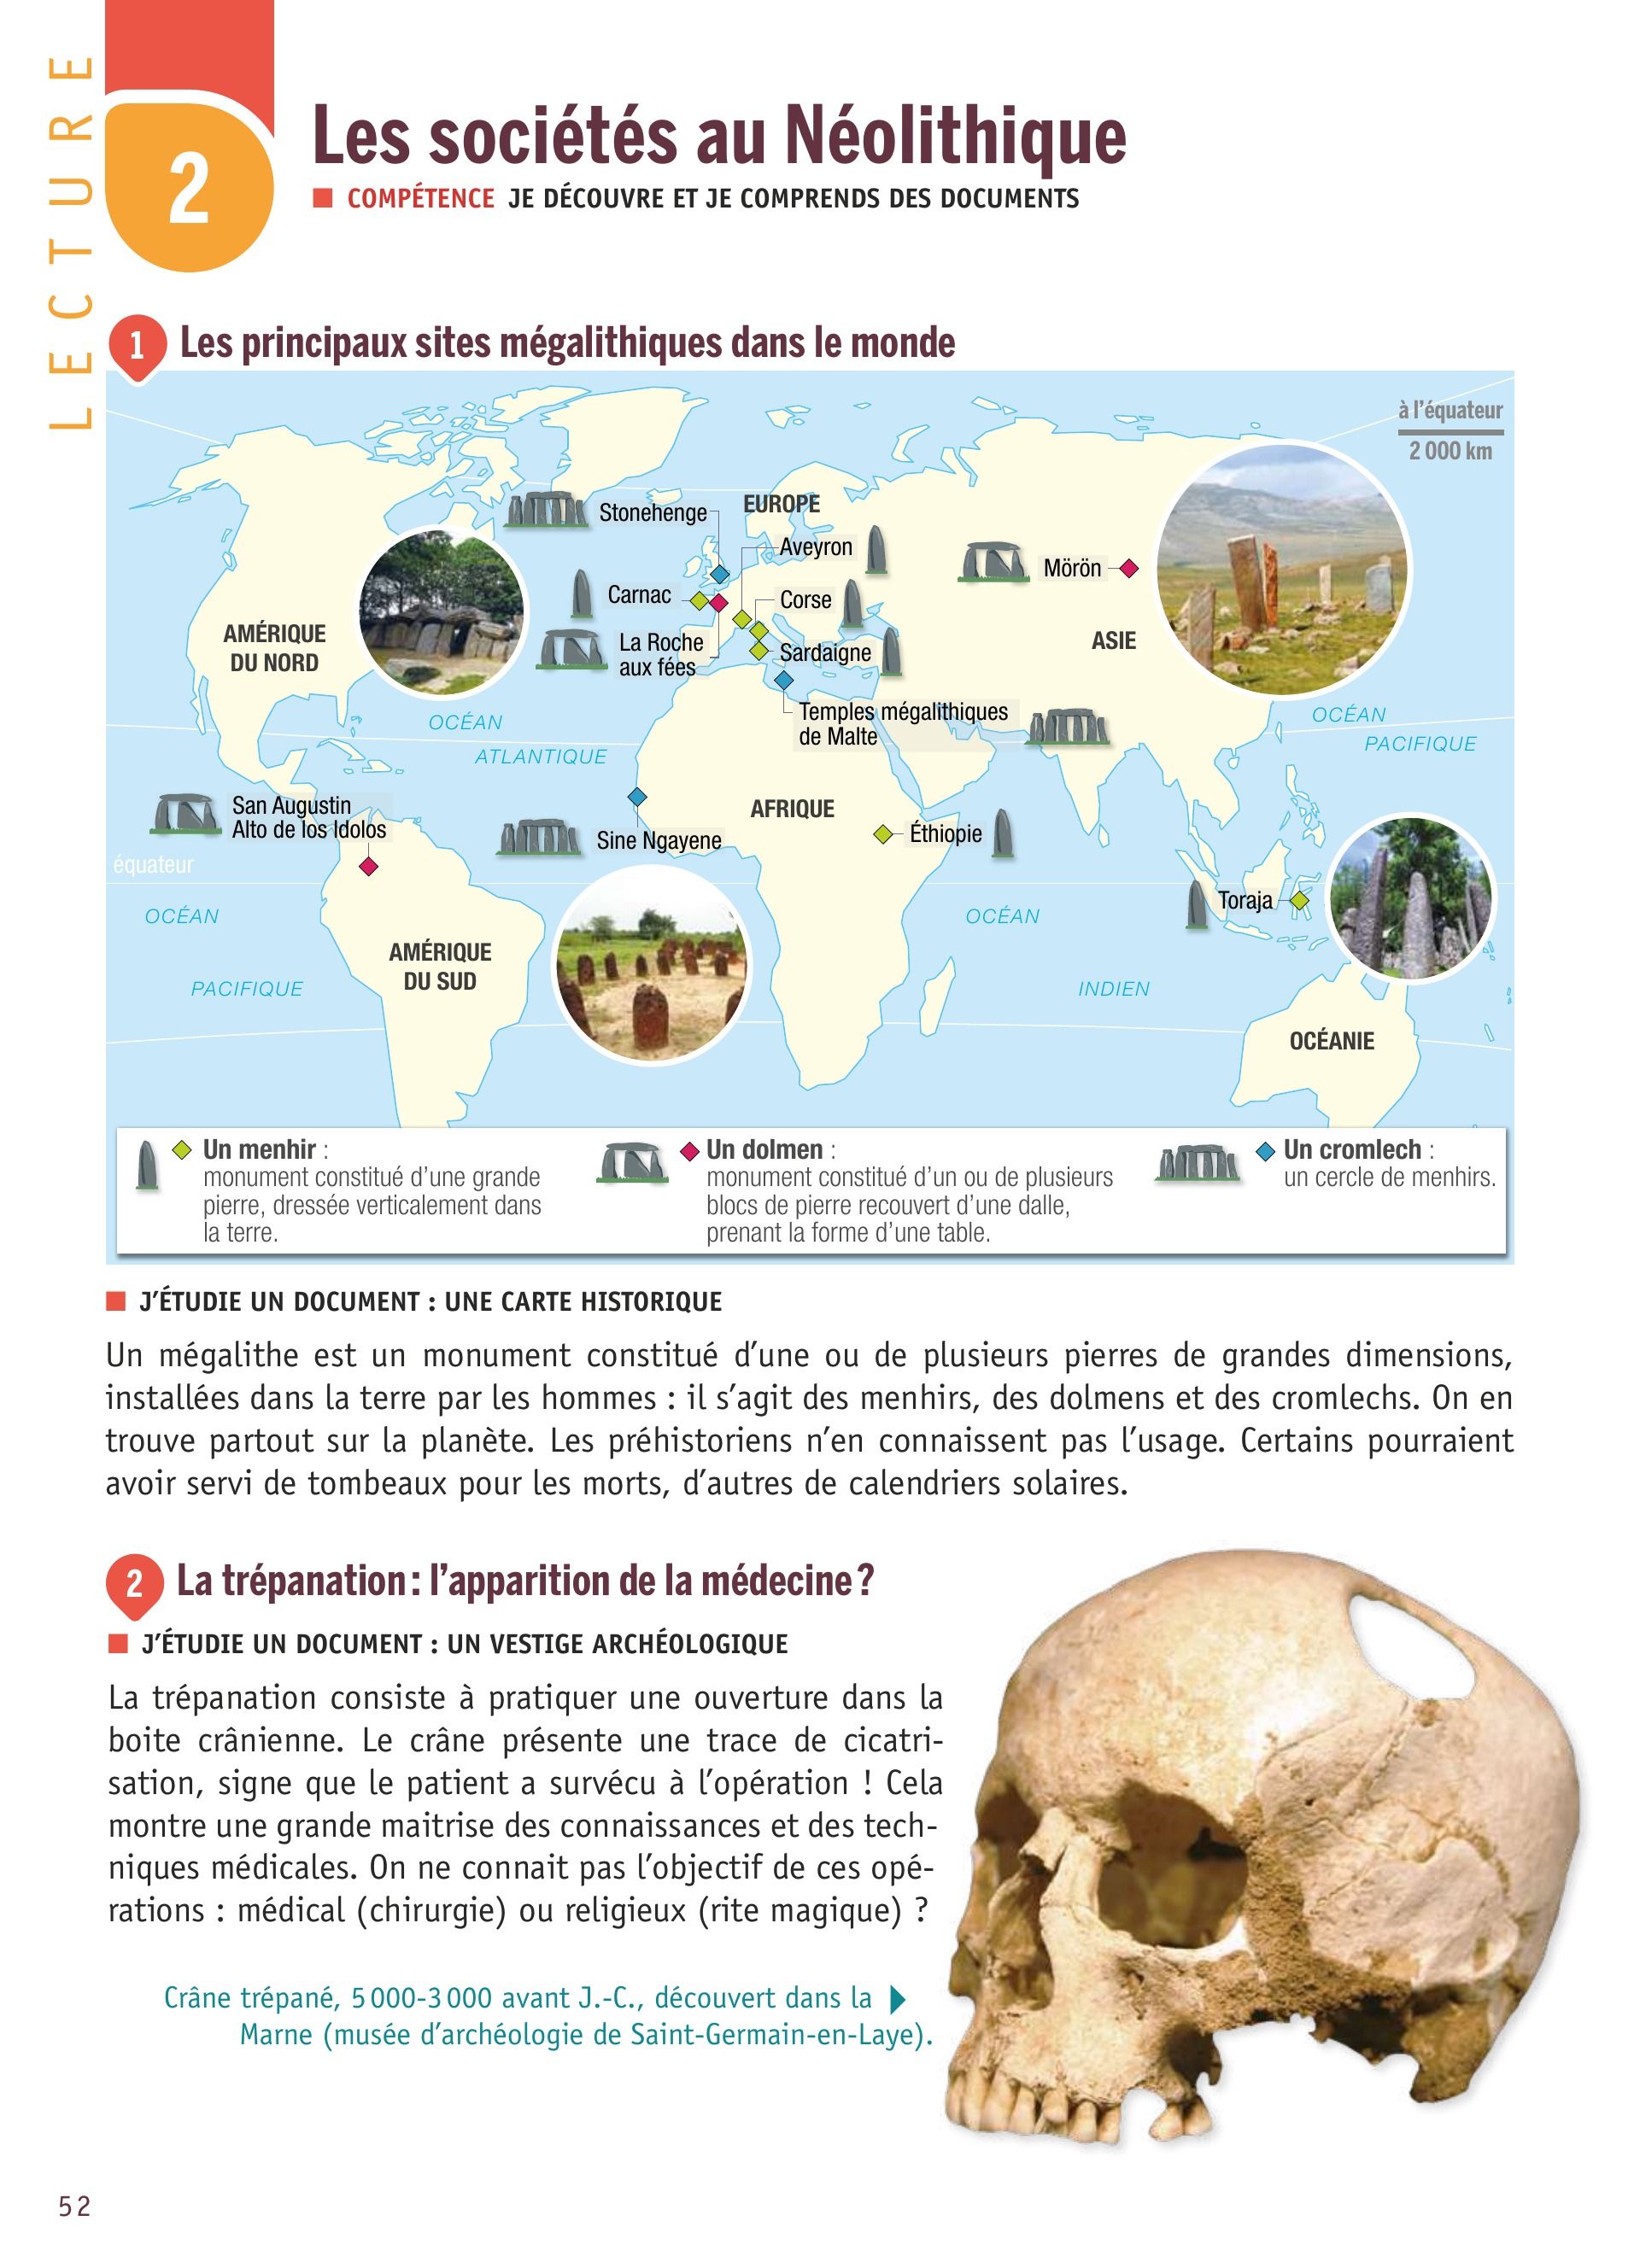 LECTURE
2
Les sociétés au Néolithique
■ COMPÉTENCE JE DÉCOUVRE ET JE COMPRENDS DES DOCUMENTS
1 Les principaux sites mégalithiques dans le monde
à l’équateur
2 000 km
EUROPE
Stonehenge
Aveyron
Mörön
Carnac
Corse
AMÉRIQUE
DU NORD
La Roche
aux fées
Sardaigne
ASIE
OCÉAN
ATLANTIQUE
Temples mégalithiques
de Malte
OCÉAN
PACIFIQUE
San Augustin
Alto de los Idolos
AFRIQUE
Sine Ngayene
Éthiopie
équateur
Toraja
OCÉAN
PACIFIQUE
AMÉRIQUE
DU SUD
OCÉAN
INDIEN
OCÉANIE
Un menhir :
monument constitué d’une grande
pierre, dressée verticalement dans
la terre.
Un dolmen :
monument constitué d’un ou de plusieurs
blocs de pierre recouvert d’une dalle,
prenant la forme d’une table.
Un cromlech :
un cercle de menhirs.
■ J’ÉTUDIE UN DOCUMENT : UNE CARTE HISTORIQUE
Un mégalithe est un monument constitué d’une ou de plusieurs pierres de grandes dimensions,
installées dans la terre par les hommes : il s’agit des menhirs, des dolmens et des cromlechs. On en
trouve partout sur la planète. Les préhistoriens n’en connaissent pas l’usage. Certains pourraient
avoir servi de tombeaux pour les morts, d’autres de calendriers solaires.
2 La trépanation : l’apparition de la médecine ?
■ J’ÉTUDIE UN DOCUMENT : UN VESTIGE ARCHÉOLOGIQUE
La trépanation consiste à pratiquer une ouverture dans la
boite crânienne. Le crâne présente une trace de cicatri-
sation, signe que le patient a survécu à l’opération ! Cela
montre une grande maitrise des connaissances et des tech-
niques médicales. On ne connait pas l’objectif de ces opé-
rations : médical (chirurgie) ou religieux (rite magique) ?
Crâne trépané, 5 000-3 000 avant J.-C., découvert dans la
Marne (musée d’archéologie de Saint-Germain-en-Laye).
52